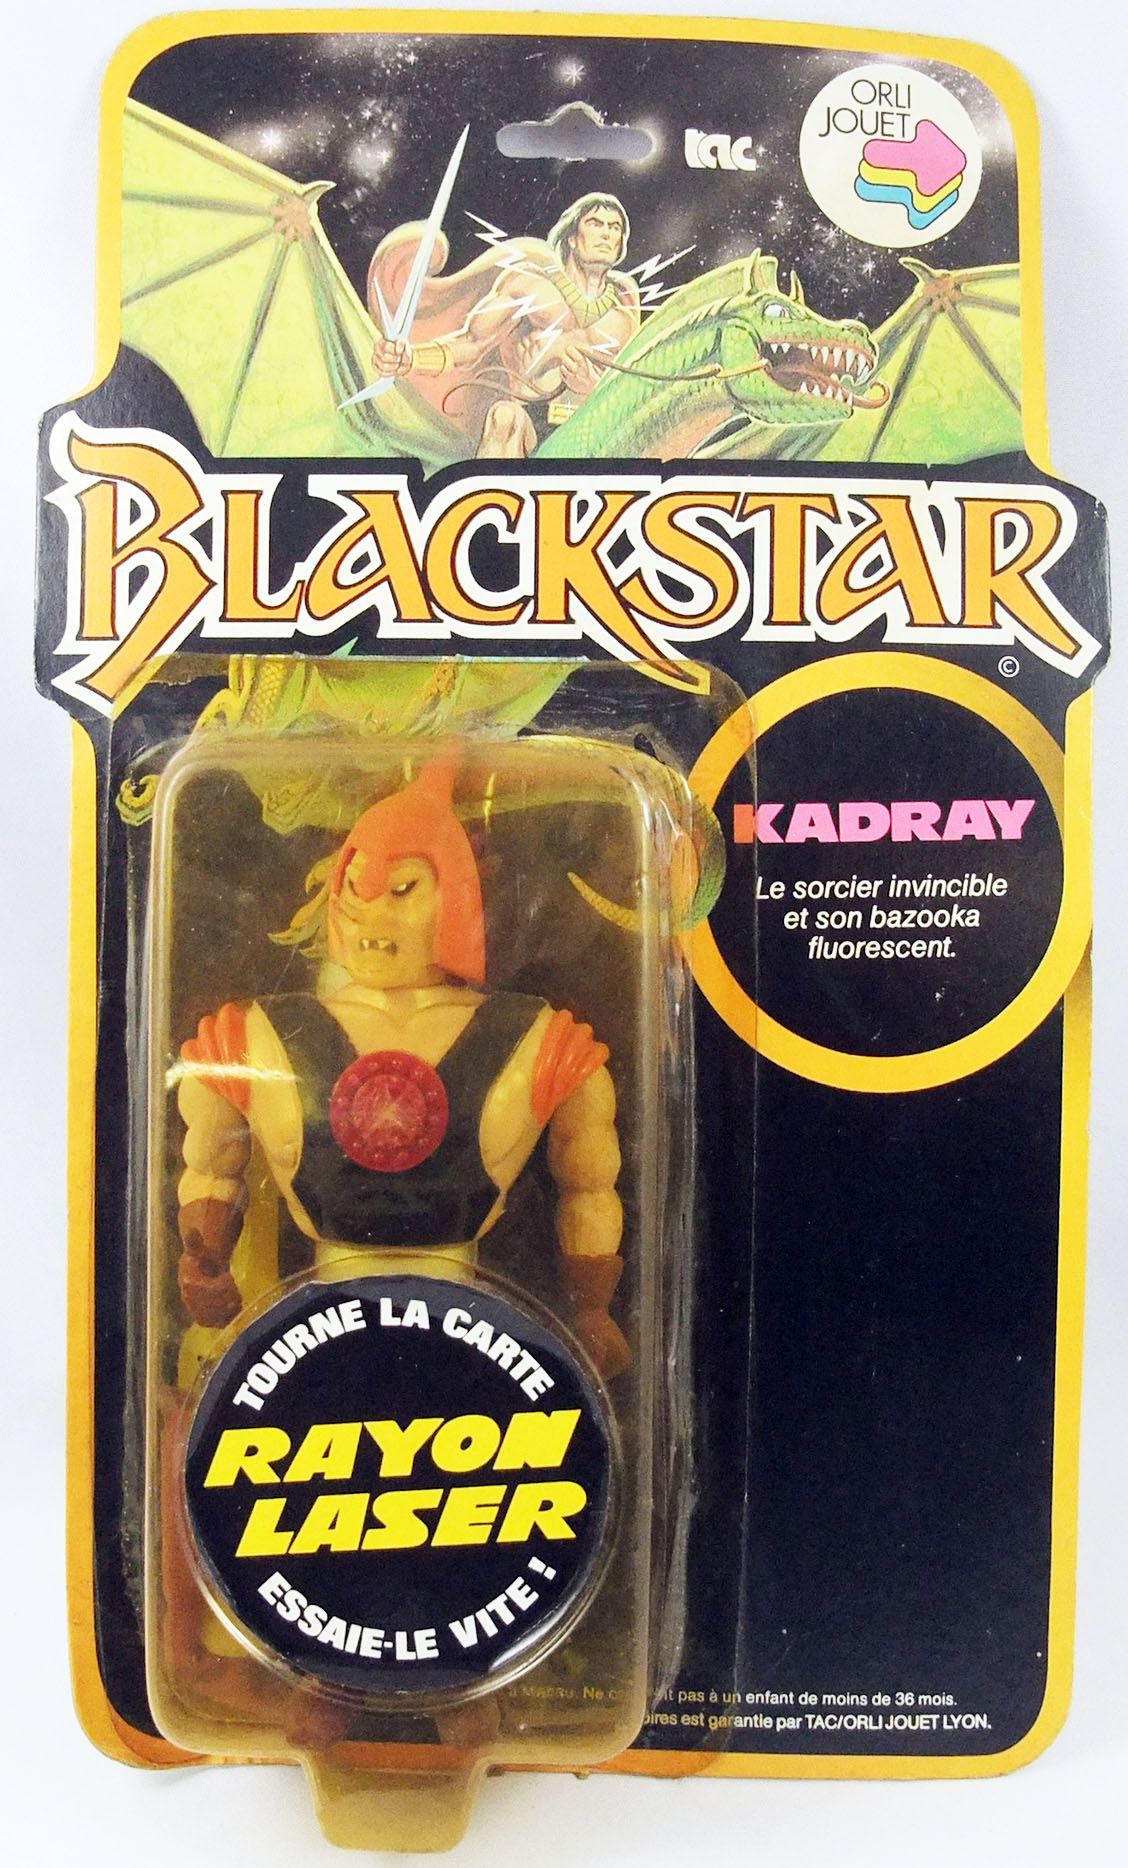 ORLI
JOUET
tac
BLACKSTAR
©
KADRAY
Le sorcier invincible
et son bazooka
fluorescent.
TOURNE LA CARTE
RAYON
LASER
ESSAIE-LE VITE !
Ne pas à un enfant de moins de 36 mois.
est garantie par TAC/ORLI JOUET LYON.